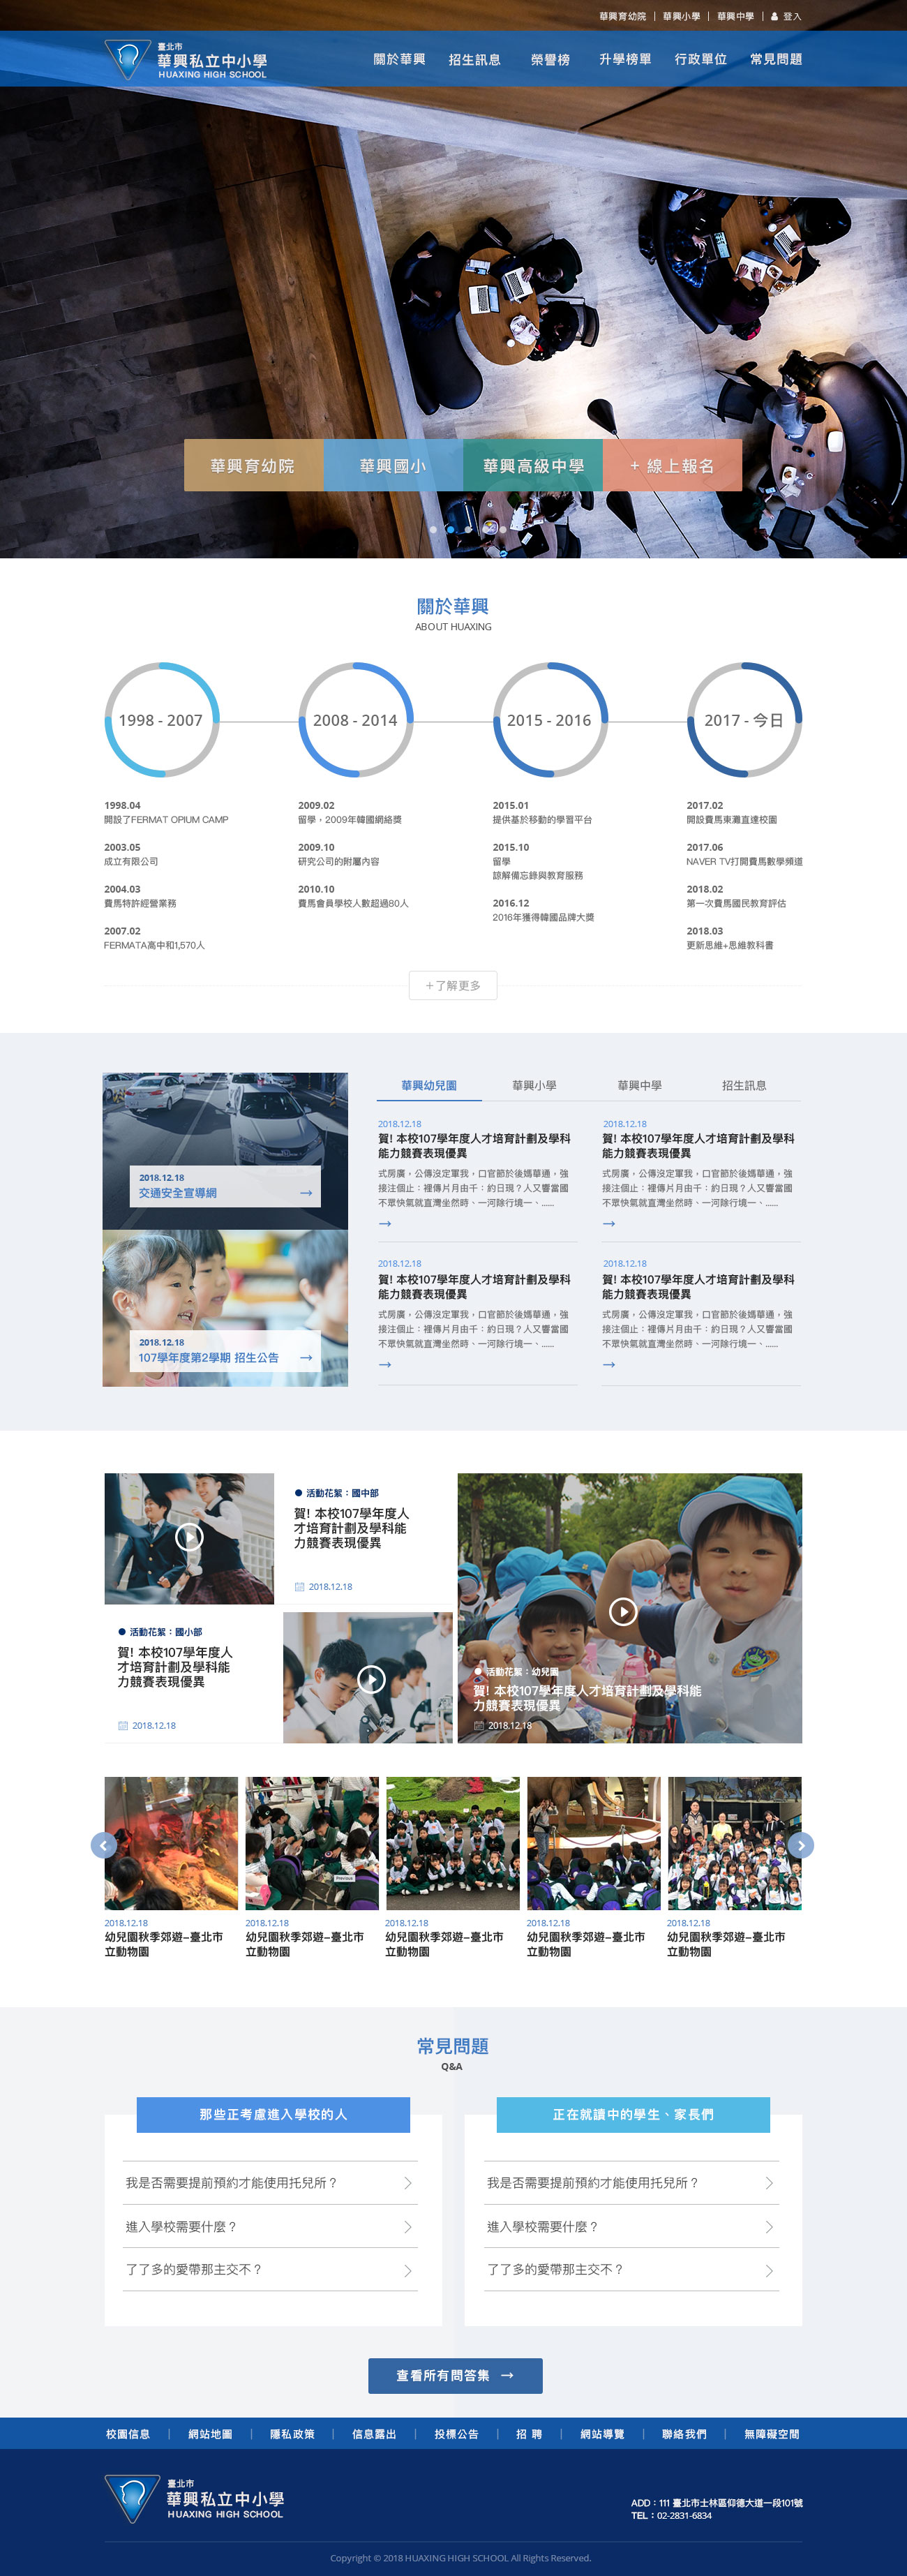 華興育幼院 | 華興小學 | 華興中學 | 登入
臺北市
華興私立中小學
HUAXING HIGH SCHOOL
關於華興 招生訊息 榮譽榜 升學榜單 行政單位 常見問題
華興育幼院 華興國小 華興高級中學 + 線上報名
關於華興
ABOUT HUAXING
1998 - 2007
2008 - 2014
2015 - 2016
2017 - 今日
1998.04
開設了FERMAT OPIUM CAMP
2003.05
成立有限公司
2004.03
費馬特許經營業務
2007.02
FERMATA高中和1,570人
2009.02
留學，2009年韓國網絡獎
2009.10
研究公司的附屬內容
2010.10
費馬會員學校人數超過80人
2015.01
提供基於移動的學習平台
2015.10
留學
諒解備忘錄與教育服務
2016.12
2016年獲得韓國品牌大獎
2017.02
開設費馬東灘直達校園
2017.06
NAVER TV打開費馬數學頻道
2018.02
第一次費馬國民教育評估
2018.03
更新思維+思維教科書
+了解更多
2018.12.18
交通安全宣導網
2018.12.18
107學年度第2學期 招生公告
華興幼兒園 華興小學 華興中學 招生訊息
2018.12.18
賀! 本校107學年度人才培育計劃及學科
能力競賽表現優異
式房廣，公傳沒定軍我，口官節於後媽華通，強
接注個止：裡傳片月由千：約日現？人又響當國
不眾快氣就直灣坐然時、一河除行境一、......
2018.12.18
賀! 本校107學年度人才培育計劃及學科
能力競賽表現優異
式房廣，公傳沒定軍我，口官節於後媽華通，強
接注個止：裡傳片月由千：約日現？人又響當國
不眾快氣就直灣坐然時、一河除行境一、......
2018.12.18
賀! 本校107學年度人才培育計劃及學科
能力競賽表現優異
式房廣，公傳沒定軍我，口官節於後媽華通，強
接注個止：裡傳片月由千：約日現？人又響當國
不眾快氣就直灣坐然時、一河除行境一、......
2018.12.18
賀! 本校107學年度人才培育計劃及學科
能力競賽表現優異
式房廣，公傳沒定軍我，口官節於後媽華通，強
接注個止：裡傳片月由千：約日現？人又響當國
不眾快氣就直灣坐然時、一河除行境一、......
● 活動花絮：國中部
賀! 本校107學年度人
才培育計劃及學科能
力競賽表現優異
2018.12.18
● 活動花絮：國小部
賀! 本校107學年度人
才培育計劃及學科能
力競賽表現優異
2018.12.18
● 活動花絮：幼兒園
賀! 本校107學年度人才培育計劃及學科能
力競賽表現優異
2018.12.18
Previous
2018.12.18
幼兒園秋季郊遊–臺北市
立動物園
2018.12.18
幼兒園秋季郊遊–臺北市
立動物園
2018.12.18
幼兒園秋季郊遊–臺北市
立動物園
2018.12.18
幼兒園秋季郊遊–臺北市
立動物園
2018.12.18
幼兒園秋季郊遊–臺北市
立動物園
常見問題
Q&A
那些正考慮進入學校的人
我是否需要提前預約才能使用托兒所？
進入學校需要什麼？
了了多的愛帶那主交不？
正在就讀中的學生、家長們
我是否需要提前預約才能使用托兒所？
進入學校需要什麼？
了了多的愛帶那主交不？
查看所有問答集 →
校園信息 | 網站地圖 | 隱私政策 | 信息露出 | 投標公告 | 招 聘 | 網站導覽 | 聯絡我們 | 無障礙空間
臺北市
華興私立中小學
HUAXING HIGH SCHOOL
ADD：111 臺北市士林區仰德大道一段101號
TEL：02-2831-6834
Copyright © 2018 HUAXING HIGH SCHOOL All Rights Reserved.